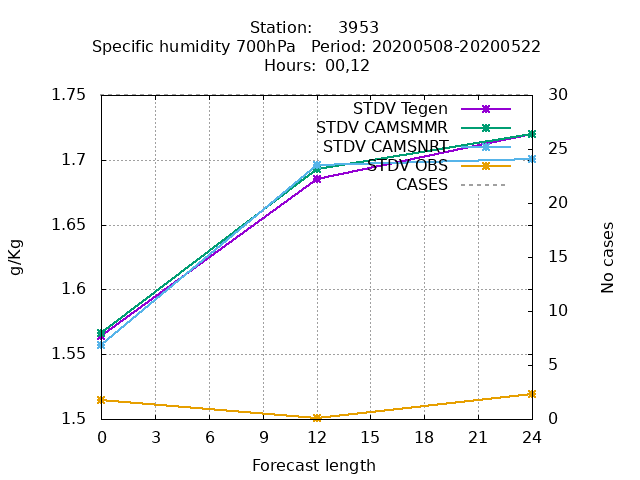 Station: 3953
Specific humidity 700hPa Period: 20200508-20200522
Hours: 00,12
STDV Tegen
STDV CAMSMMR
STDV CAMSNRT
STDV OBS
CASES
1.75
1.7
1.65
1.6
1.55
1.5
g/Kg
30
25
20
15
10
5
0
No cases
0 3 6 9 12 15 18 21 24
Forecast length